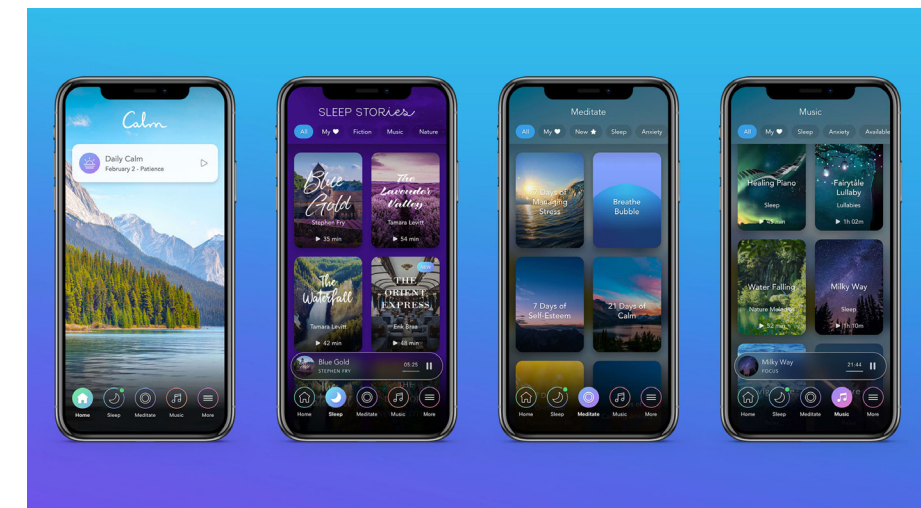 Calm
Daily Calm
February 2 - Patience
Home
Sleep
Meditate
Music
More
SLEEP STORies
All
My
Fiction
Music
Nature
Blue
Gold
Stephen Fry
35 min
The
Lavender
Valley
Tamara Levitt
54 min
The
Waterfall
Tamara Levitt
42 min
NEW
THE
ORIENT
EXPRESS
Erik Braa
48 min
Blue Gold
STEPHEN FRY
05:25
Home
Sleep
Meditate
Music
More
Meditate
All
My
New
Sleep
Anxiety
7 Days of
Managing
Stress
Breathe
Bubble
7 Days of
Self-Esteem
21 Days of
Calm
Home
Sleep
Meditate
Music
More
Music
All
My
Sleep
Anxiety
Available
Healing Piano
Sleep
45 min
Fairytale
Lullaby
Lullabies
1h 02m
Water Falling
Nature Melodies
52 min
Milky Way
Sleep
1h 10m
Milky Way
FOCUS
21:44
Home
Sleep
Meditate
Music
More